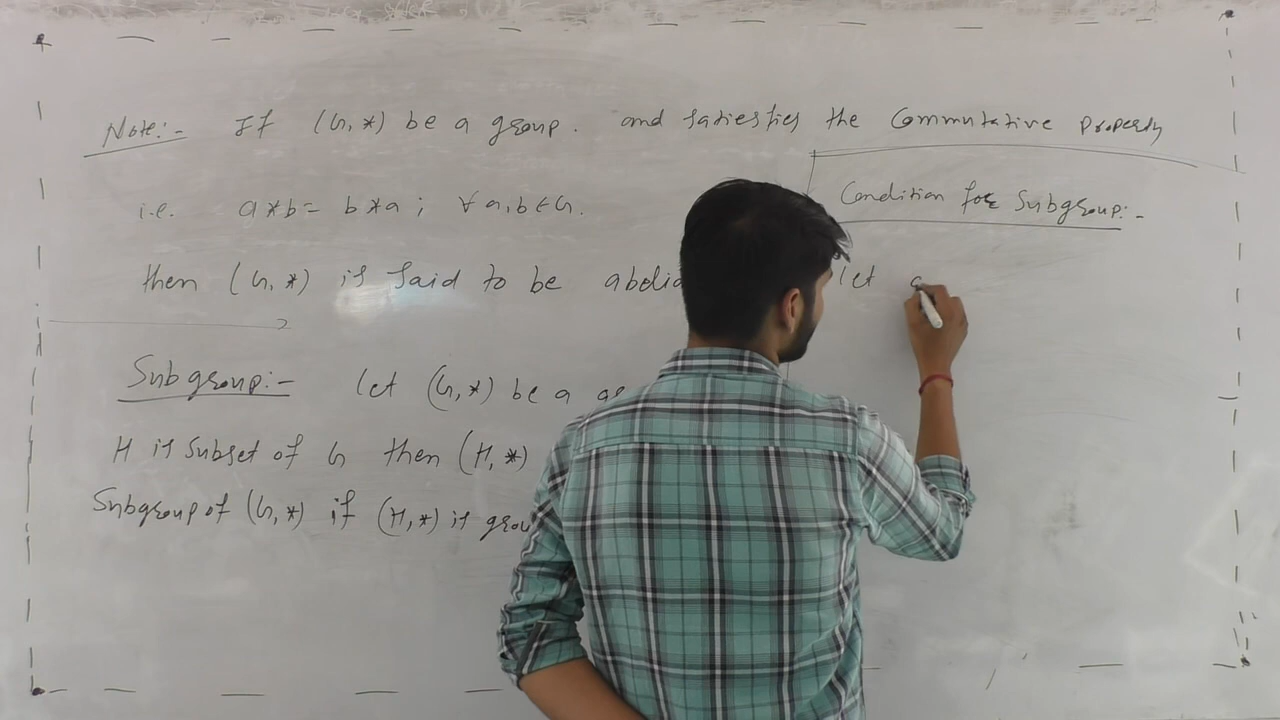 Note:- If (G, *) be a group. and satiesfies the Commutative Property
i.e. a*b = b*a ; ∀ a,b ∈ G.
then (G, *) is said to be abelia
Subgroup:- let (G, *) be a
H is subset of G then (H, *)
Subgroup of (G, *) if (H, *) is grou
Condition for Subgroup:-
let